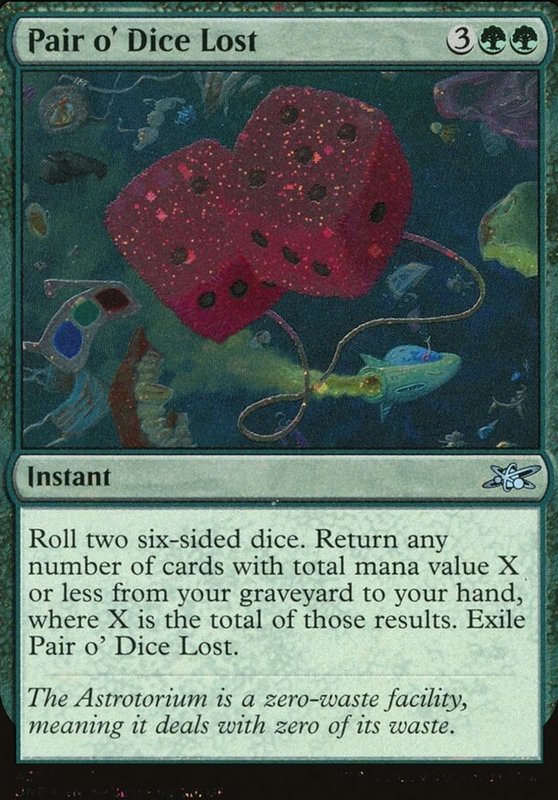 Pair o' Dice Lost 3
Instant
Roll two six-sided dice. Return any
number of cards with total mana value X
or less from your graveyard to your hand,
where X is the total of those results. Exile
Pair o' Dice Lost.
The Astrotorium is a zero-waste facility,
meaning it deals with zero of its waste.